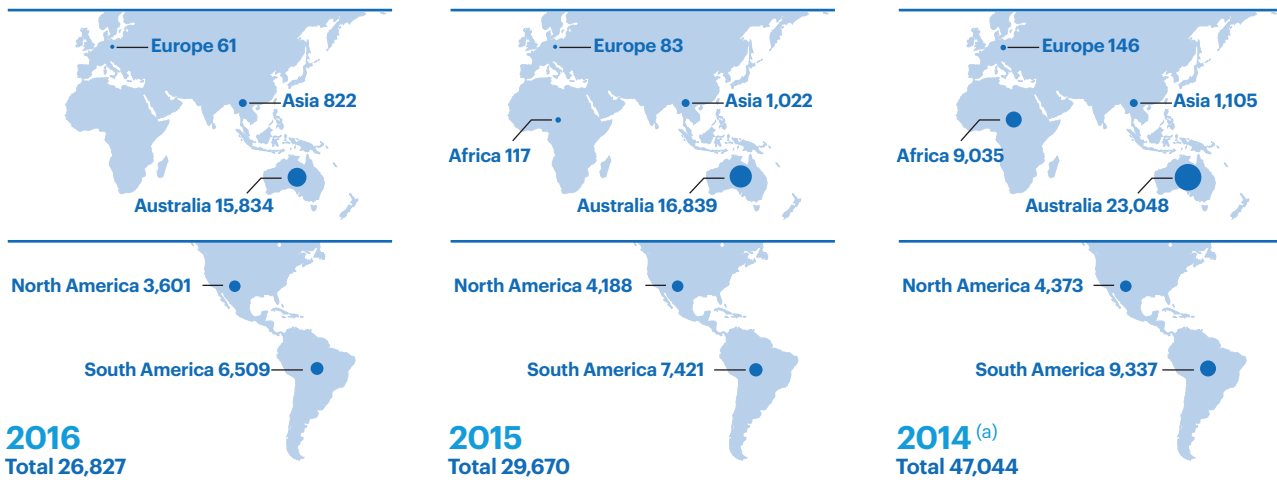 Europe 61
Asia 822
Australia 15,834
North America 3,601
South America 6,509
2016
Total 26,827
Europe 83
Asia 1,022
Africa 117
Australia 16,839
North America 4,188
South America 7,421
2015
Total 29,670
Europe 146
Asia 1,105
Africa 9,035
Australia 23,048
North America 4,373
South America 9,337
2014 (a)
Total 47,044